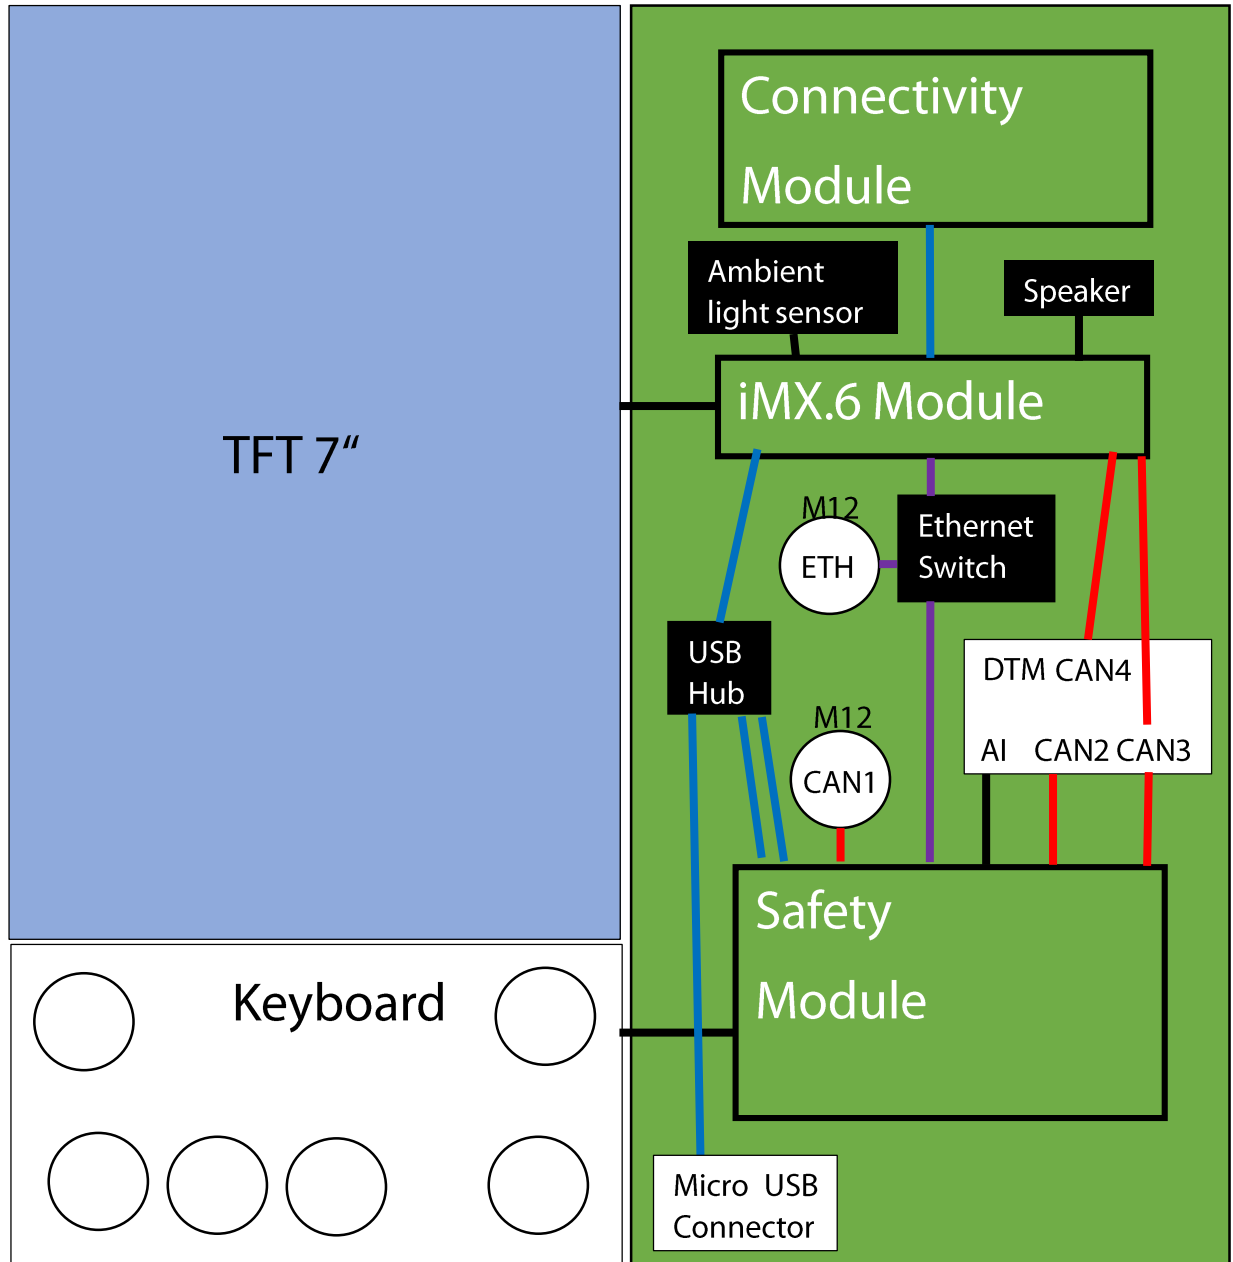 Connectivity
Module
Ambient
light sensor
Speaker
iMX.6 Module
TFT 7“
M12
ETH
Ethernet
Switch
USB
Hub
DTM CAN4
AI CAN2 CAN3
M12
CAN1
Safety
Module
Keyboard
Micro USB
Connector